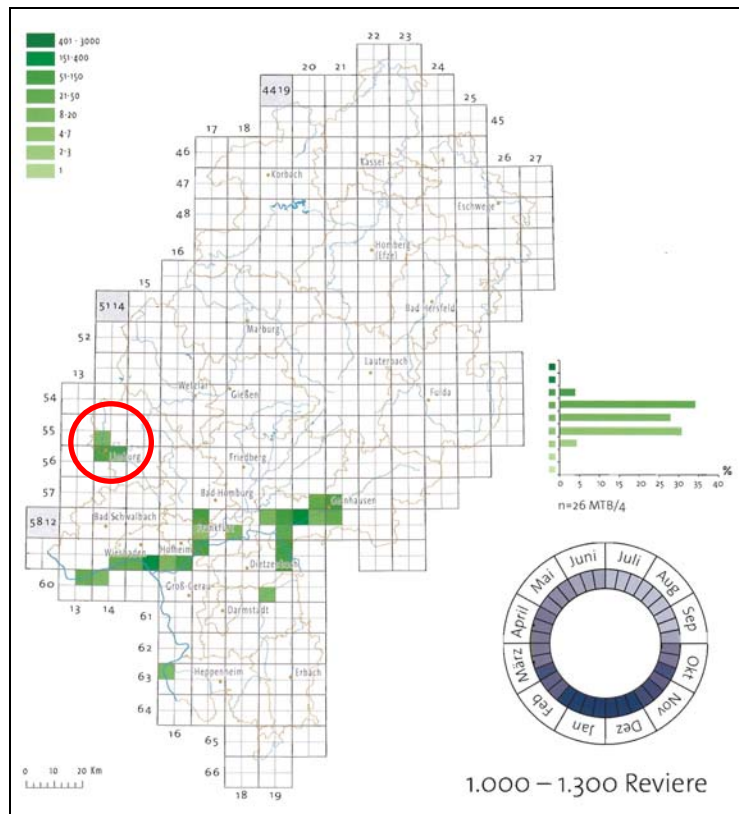 401 - 3000
151-400
51-150
21-50
8-20
4-7
2-3
1
22 23
20 21
24
4419
25
17 18
45
46
26 27
47
48
16
15
5114
52
13
54
55
56
57
5812
60
13 14
61
62
63
64
16
65
66
18 19
Kassel
Korbach
Eschwege
Homberg
(Efze)
Bad Hersfeld
Marburg
Lauterbach
Wetzlar
Gießen
Fulda
Limburg
Friedberg
Bad Homburg
Gelnhausen
Bad Schwalbach
Frankfurt
Wiesbaden
Hofheim
Dietzenbach
Groß-Gerau
Darmstadt
Heppenheim
Erbach
0 10 20 Km
0 5 10 15 20 25 30 35 40
%
n=26 MTB/4
Jan
Feb
März
April
Mai
Juni
Juli
Aug
Sep
Okt
Nov
Dez
1.000 – 1.300 Reviere